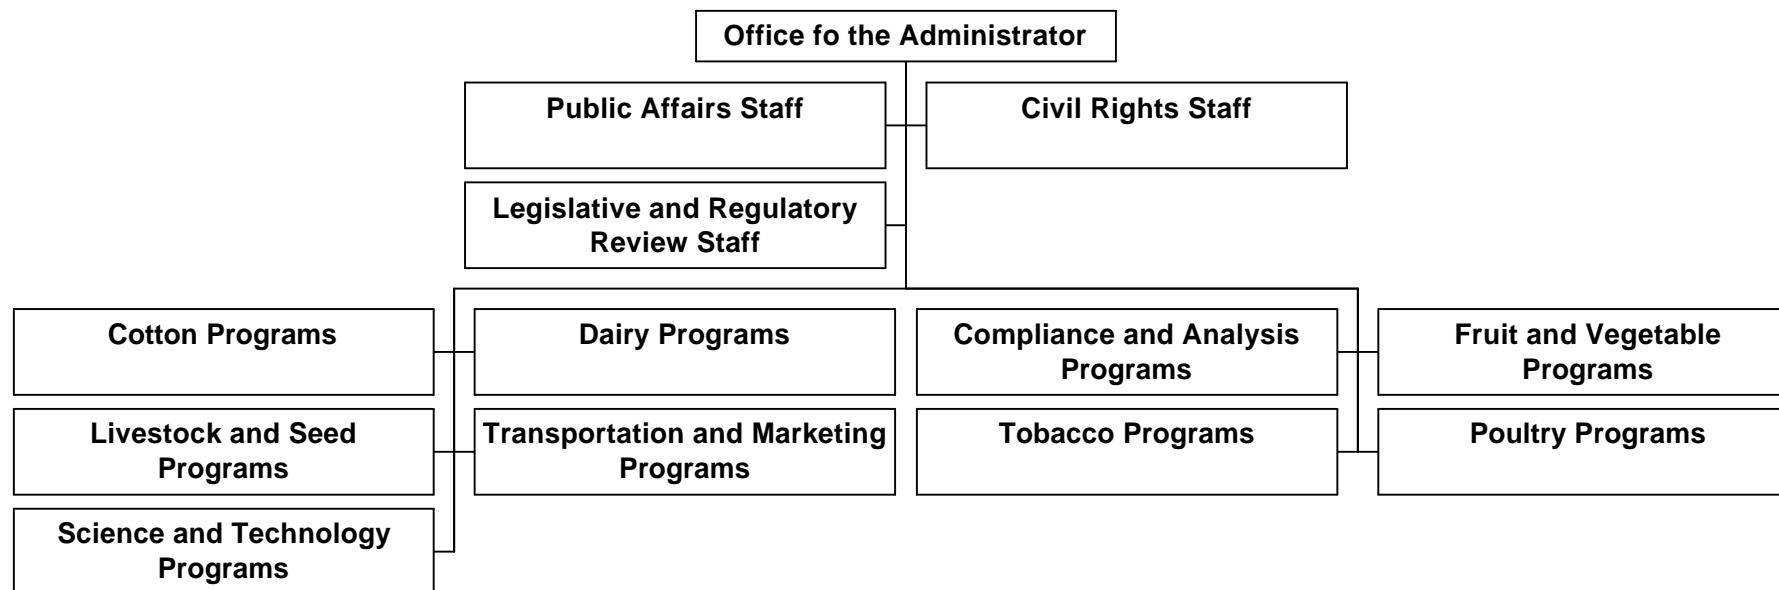 Office fo the Administrator
Public Affairs Staff
Civil Rights Staff
Legislative and Regulatory
Review Staff
Cotton Programs
Dairy Programs
Compliance and Analysis
Programs
Fruit and Vegetable
Programs
Livestock and Seed
Programs
Transportation and Marketing
Programs
Tobacco Programs
Poultry Programs
Science and Technology
Programs